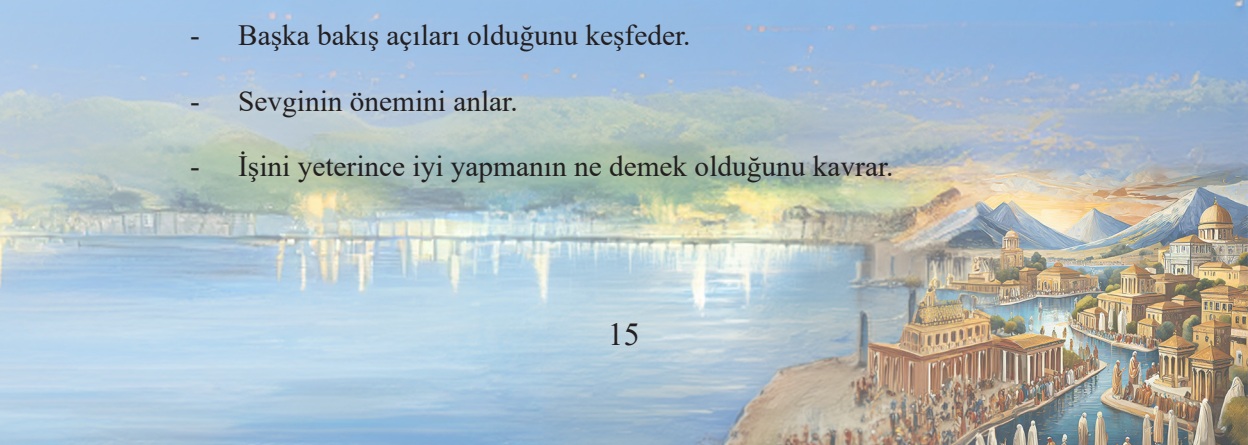 - Başka bakış açıları olduğunu keşfeder.
- Sevginin önemini anlar.
- İşini yeterince iyi yapmanın ne demek olduğunu kavrar.
15